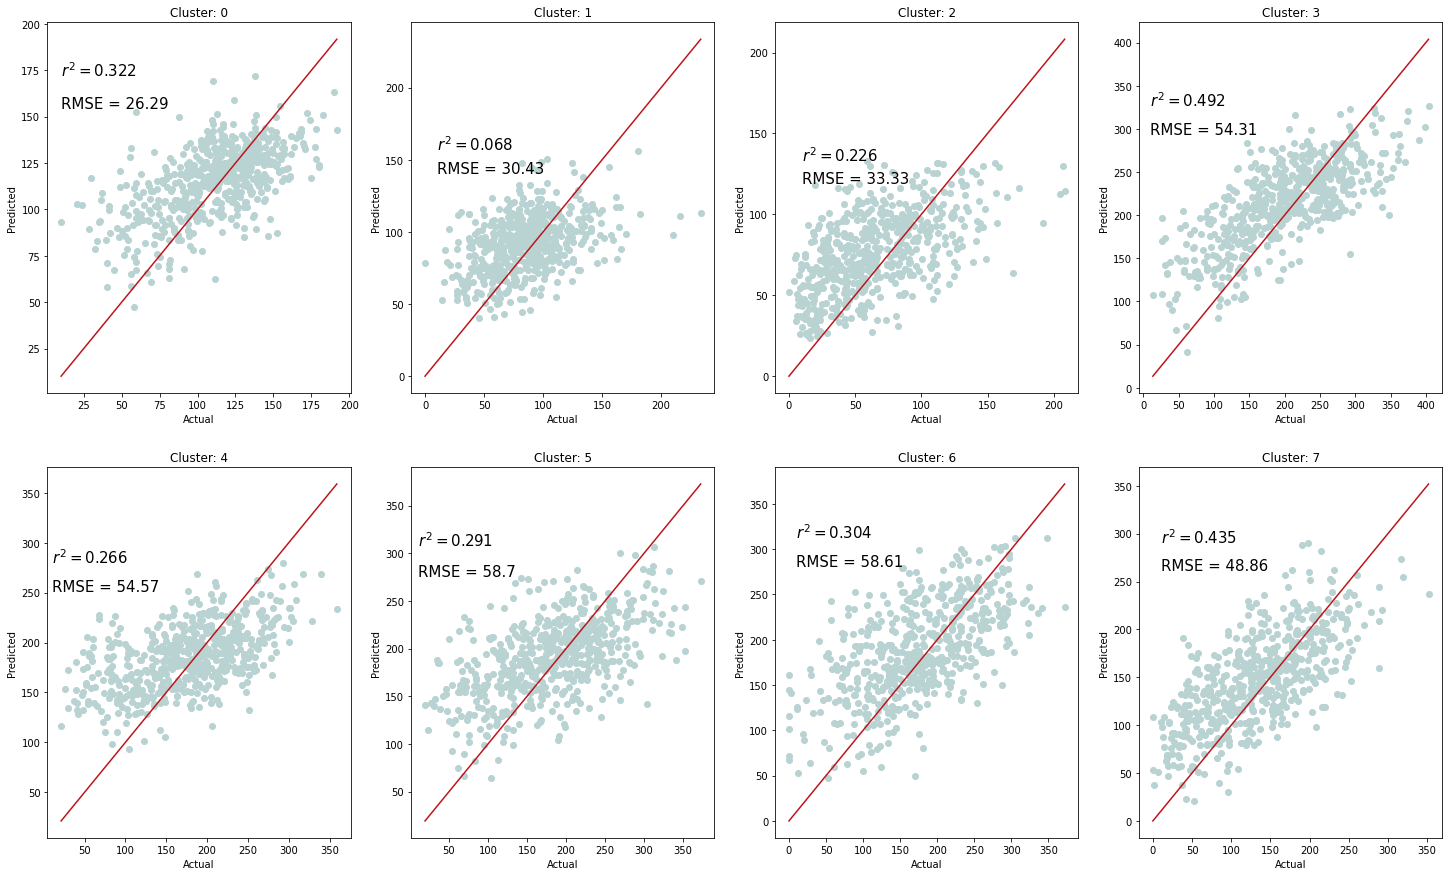 Cluster: 0
200
175
150
125
100
75
50
25
Predicted
r² = 0.322
RMSE = 26.29
25 50 75 100 125 150 175 200
Actual
Cluster: 1
200
150
100
50
0
Predicted
r² = 0.068
RMSE = 30.43
0 50 100 150 200
Actual
Cluster: 2
200
150
100
50
0
Predicted
r² = 0.226
RMSE = 33.33
0 50 100 150 200
Actual
Cluster: 3
400
350
300
250
200
150
100
50
0
Predicted
r² = 0.492
RMSE = 54.31
0 50 100 150 200 250 300 350 400
Actual
Cluster: 4
350
300
250
200
150
100
50
Predicted
r² = 0.266
RMSE = 54.57
50 100 150 200 250 300 350
Actual
Cluster: 5
350
300
250
200
150
100
50
Predicted
r² = 0.291
RMSE = 58.7
50 100 150 200 250 300 350
Actual
Cluster: 6
350
300
250
200
150
100
50
0
Predicted
r² = 0.304
RMSE = 58.61
0 50 100 150 200 250 300 350
Actual
Cluster: 7
350
300
250
200
150
100
50
0
Predicted
r² = 0.435
RMSE = 48.86
0 50 100 150 200 250 300 350
Actual